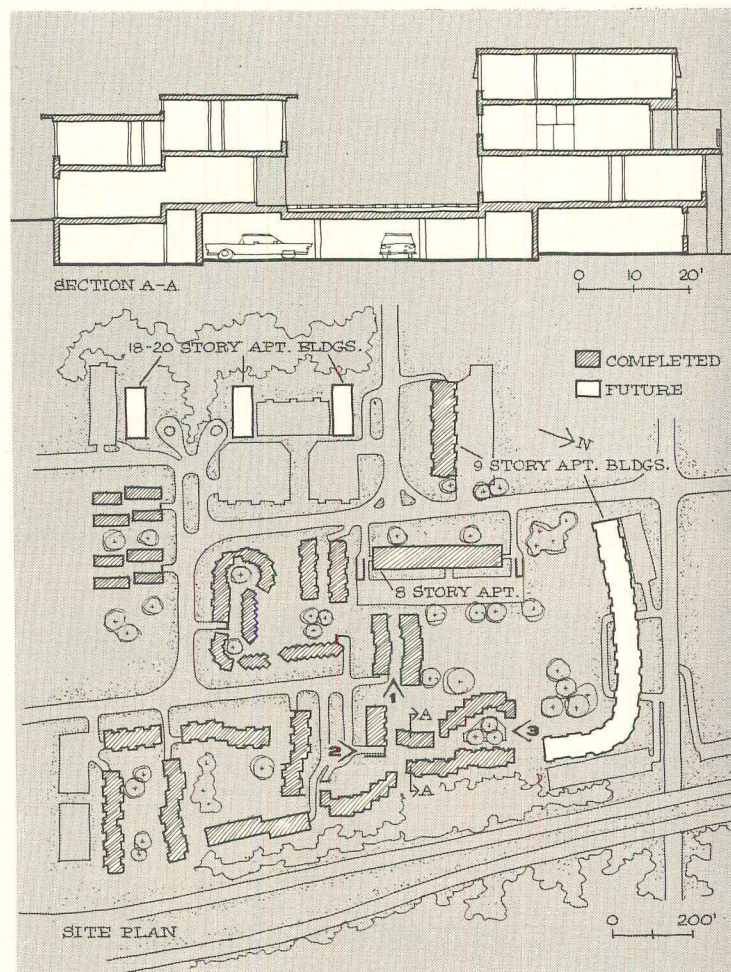 SECTION A-A
0 10 20'
18-20 STORY APT. BLDGS.
COMPLETED
FUTURE
N
9 STORY APT. BLDGS.
8 STORY APT.
1
A
2
3
A
SITE PLAN
0 200'